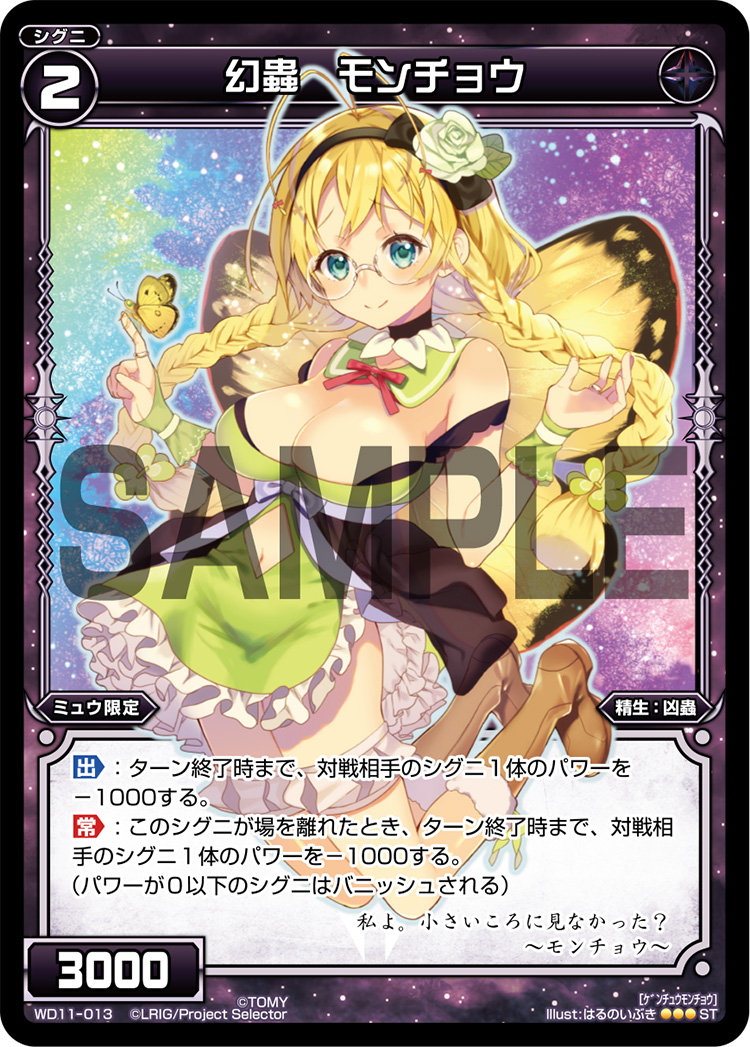 シグニ
2
幻蟲　モンチョウ
SAMPLE
ミュウ限定
精生：凶蟲
出：ターン終了時まで、対戦相手のシグニ１体のパワーを
－1000する。
常：このシグニが場を離れたとき、ターン終了時まで、対戦相
手のシグニ１体のパワーを－1000する。
（パワーが０以下のシグニはバニッシュされる）
私よ。小さいころに見なかった？
～モンチョウ～
3000
©TOMY
[ｹﾞﾝﾁｭｳﾓﾝﾁｮｳ]
WD11-013 ©LRIG/Project Selector
Illust:はるのいぶき ST